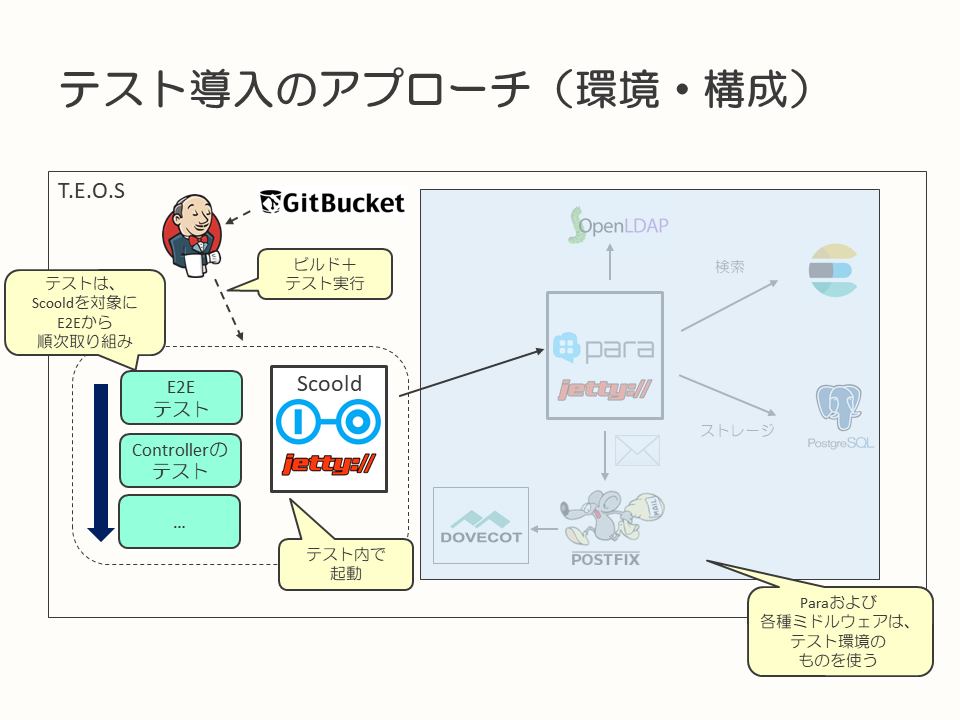 テスト導入のアプローチ（環境・構成）
T.E.O.S
GitBucket
ビルド＋
テスト実行
テストは、
Scooldを対象に
E2Eから
順次取り組み
E2E
テスト
Controllerの
テスト
…
Scoold
jetty://
テスト内で
起動
OpenLDAP
検索
para
jetty://
ストレージ
PostgreSQL
MAIL
DOVECOT
POSTFIX
Paraおよび
各種ミドルウェアは、
テスト環境の
ものを使う